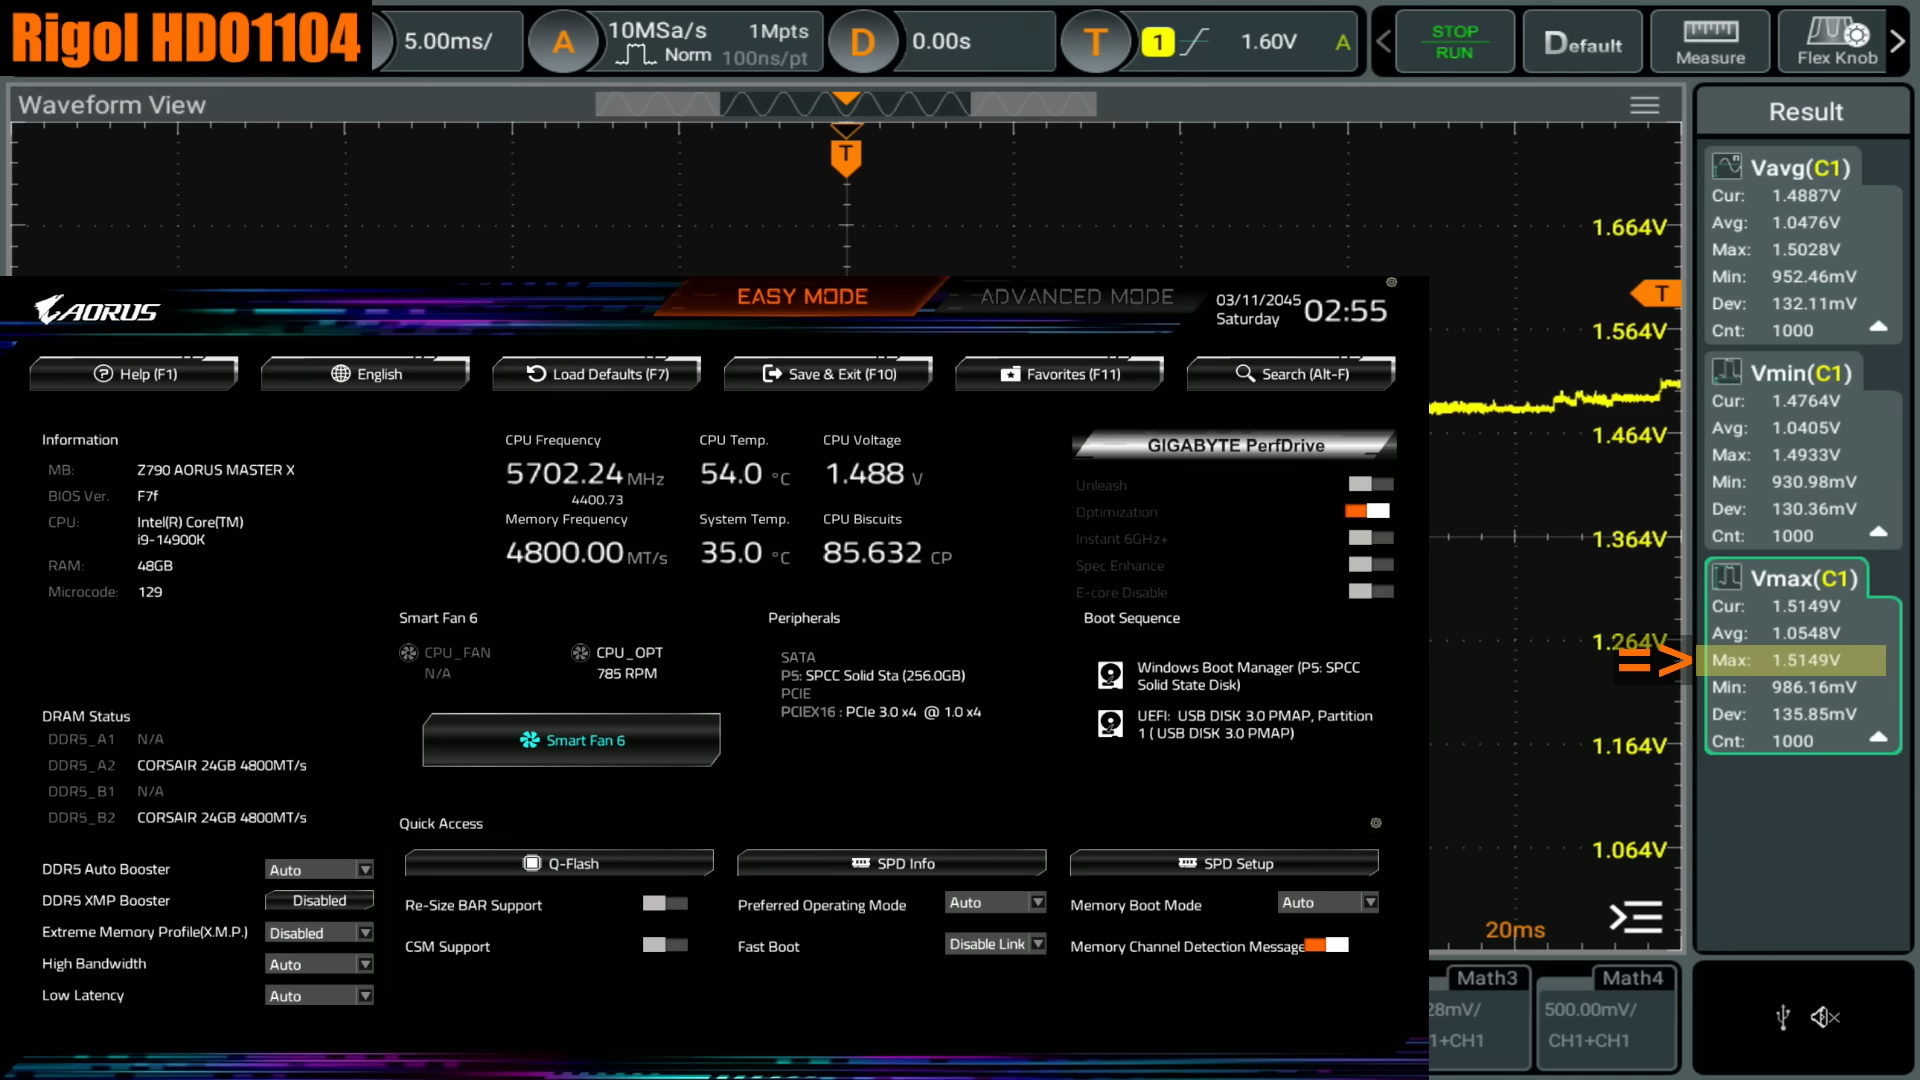 Rigol HDO1104
5.00ms/
A
10MSa/s
1Mpts
Norm
100ns/pt
D
0.00s
T
1
1.60V
A
STOP
RUN
Default
Measure
Flex Knob
Waveform View
T
1.664V
T
1.564V
1.464V
1.364V
1.264V
=>
1.164V
1.064V
20ms
Result
Vavg(C1)
Cur: 1.4887V
Avg: 1.0476V
Max: 1.5028V
Min: 952.46mV
Dev: 132.11mV
Cnt: 1000
Vmin(C1)
Cur: 1.4764V
Avg: 1.0405V
Max: 1.4933V
Min: 930.98mV
Dev: 130.36mV
Cnt: 1000
Vmax(C1)
Cur: 1.5149V
Avg: 1.0548V
Max: 1.5149V
Min: 986.16mV
Dev: 135.85mV
Cnt: 1000
AORUS
EASY MODE
ADVANCED MODE
03/11/2045
Saturday
02:55
Help (F1)
English
Load Defaults (F7)
Save & Exit (F10)
Favorites (F11)
Search (Alt-F)
Information
MB: Z790 AORUS MASTER X
BIOS Ver. F7f
CPU: Intel(R) Core(TM)
i9-14900K
RAM: 48GB
Microcode: 129
CPU Frequency
5702.24 MHz
4400.73
CPU Temp.
54.0 °C
CPU Voltage
1.488 V
Memory Frequency
4800.00 MT/s
System Temp.
35.0 °C
CPU Biscuits
85.632 CP
GIGABYTE PerfDrive
Unleash
Optimization
Instant 6GHz+
Spec Enhance
E-core Disable
Smart Fan 6
CPU_FAN
N/A
CPU_OPT
785 RPM
Smart Fan 6
Peripherals
SATA
P5: SPCC Solid Sta (256.0GB)
PCIE
PCIEX16 : PCIe 3.0 x4 @ 1.0 x4
Boot Sequence
Windows Boot Manager (P5: SPCC
Solid State Disk)
UEFI: USB DISK 3.0 PMAP, Partition
1 ( USB DISK 3.0 PMAP)
DRAM Status
DDR5_A1 N/A
DDR5_A2 CORSAIR 24GB 4800MT/s
DDR5_B1 N/A
DDR5_B2 CORSAIR 24GB 4800MT/s
DDR5 Auto Booster Auto
DDR5 XMP Booster Disabled
Extreme Memory Profile(X.M.P.) Disabled
High Bandwidth Auto
Low Latency Auto
Quick Access
Q-Flash
SPD Info
SPD Setup
Re-Size BAR Support
Preferred Operating Mode Auto
Memory Boot Mode Auto
CSM Support
Fast Boot Disable Link
Memory Channel Detection Message
Math3
28mV/
1+CH1
Math4
500.00mV/
CH1+CH1